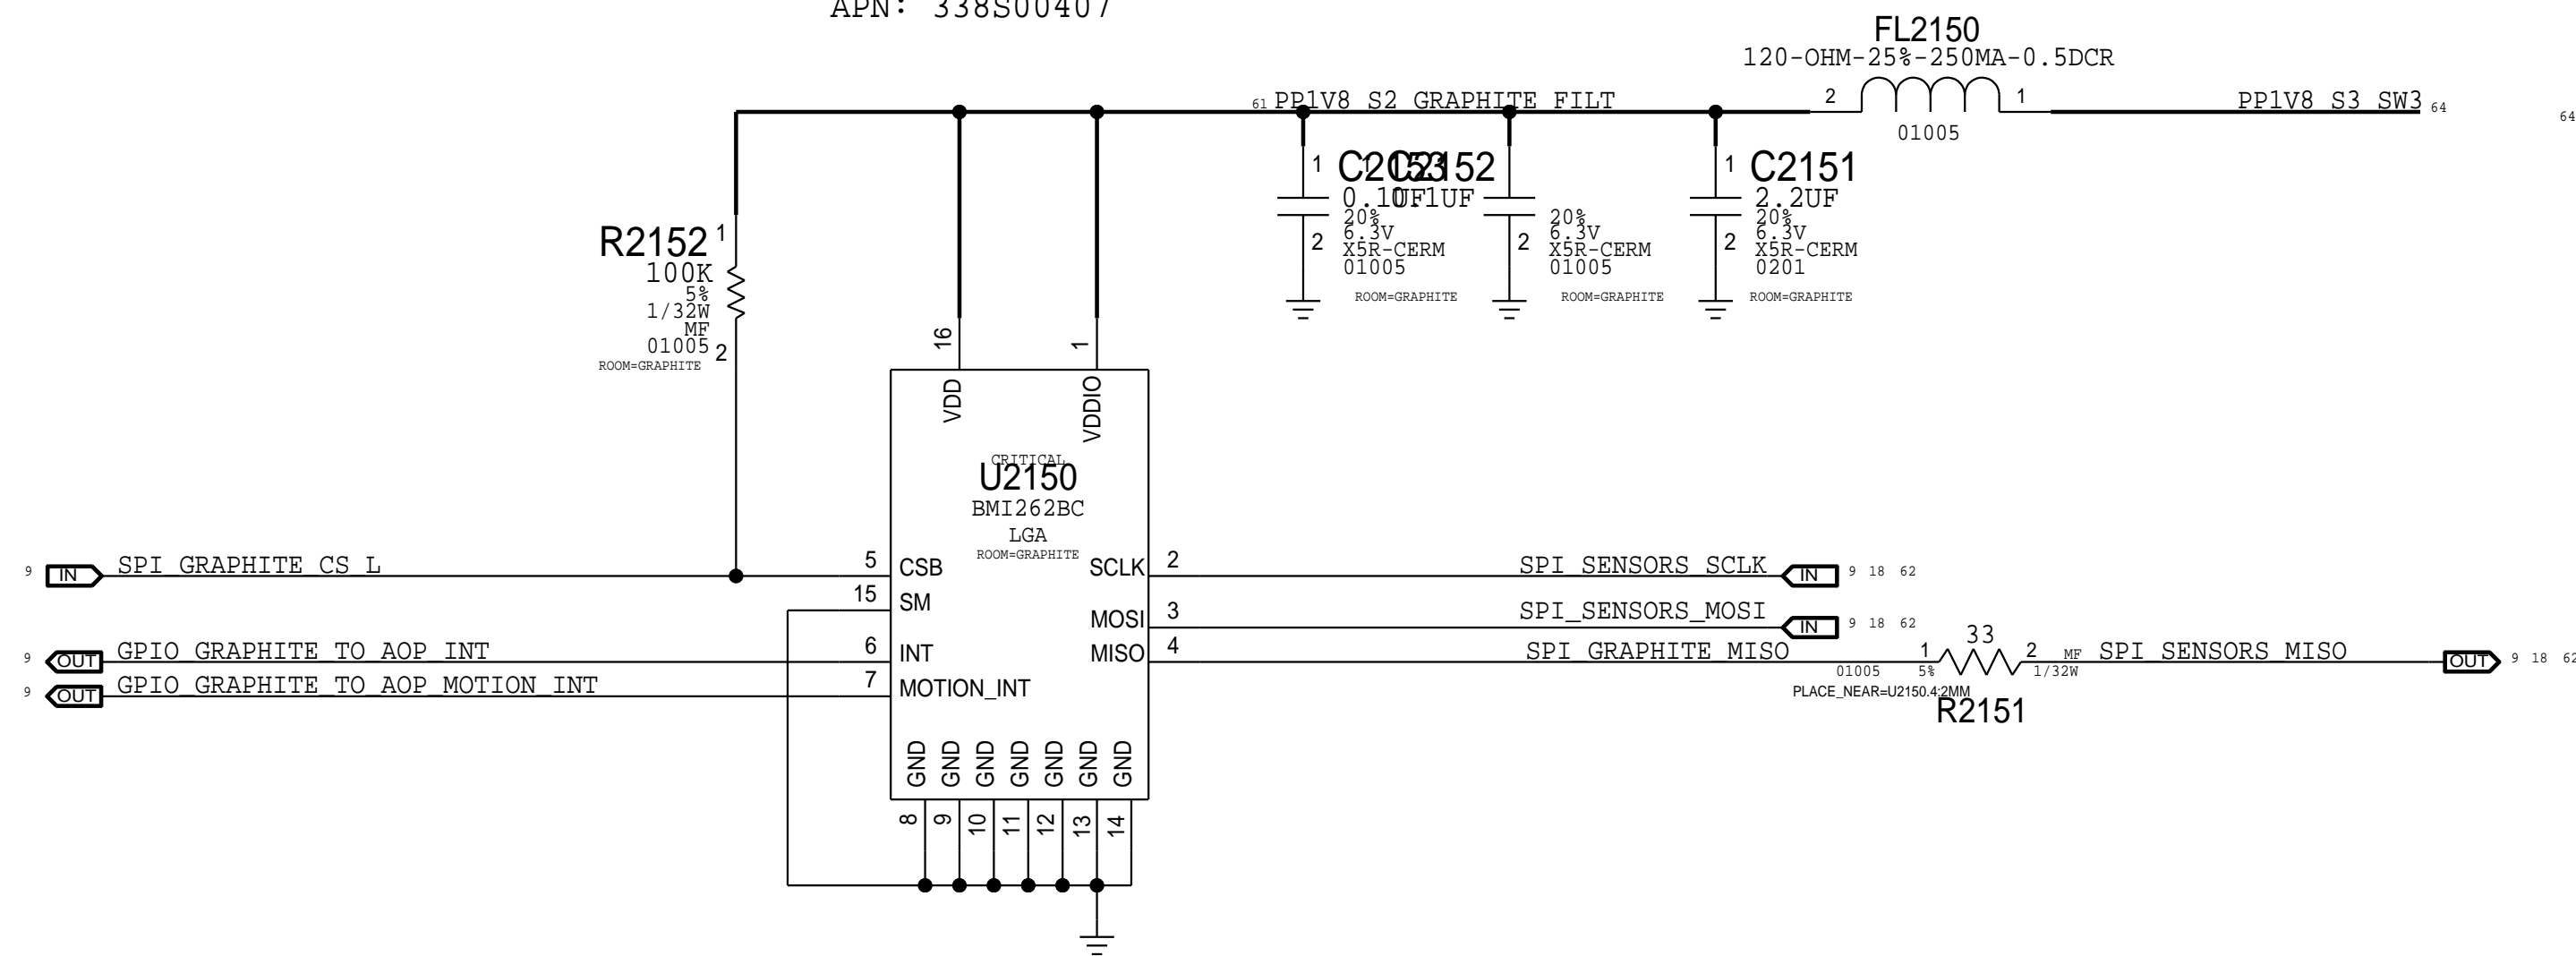 APN: 338S00407
FL2150
120-OHM-25%-250MA-0.5DCR
61 PP1V8_S2_GRAPHITE_FILT
2
1
PP1V8_S3_SW3 64
64
01005
1
C2153
0.1UF
20%
6.3V
X5R-CERM
01005
2
ROOM=GRAPHITE
1
C2152
0.1UF
20%
6.3V
X5R-CERM
01005
2
ROOM=GRAPHITE
1
C2151
2.2UF
20%
6.3V
X5R-CERM
0201
2
ROOM=GRAPHITE
R2152
1
100K
5%
1/32W
MF
01005
2
ROOM=GRAPHITE
16
1
VDD
VDDIO
CRITICAL
U2150
BMI262BC
LGA
ROOM=GRAPHITE
9 IN SPI_GRAPHITE_CS_L
5 CSB
15 SM
9 OUT GPIO_GRAPHITE_TO_AOP_INT
6 INT
9 OUT GPIO_GRAPHITE_TO_AOP_MOTION_INT
7 MOTION_INT
SCLK 2
SPI_SENSORS_SCLK IN 9 18 62
MOSI 3
SPI_SENSORS_MOSI IN 9 18 62
MISO 4
SPI_GRAPHITE_MISO
33
1
2
01005
5%
MF
1/32W
PLACE_NEAR=U2150.4:2MM
R2151
SPI_SENSORS_MISO
OUT 9 18 62
GND GND GND GND GND GND GND
8 9 10 11 12 13 14